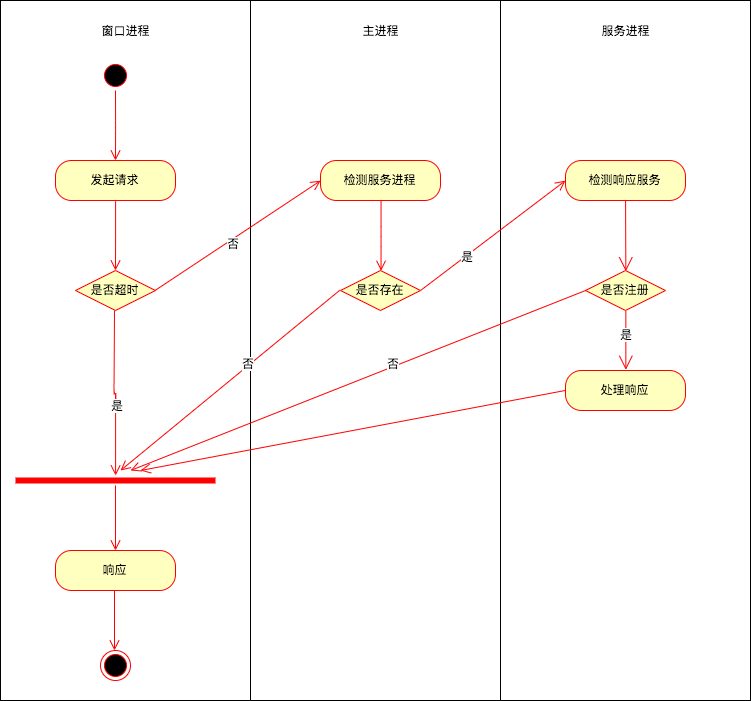 窗口进程
主进程
服务进程
发起请求
检测服务进程
检测响应服务
否
是
是否超时
是否存在
是否注册
是
否
否
处理响应
是
响应